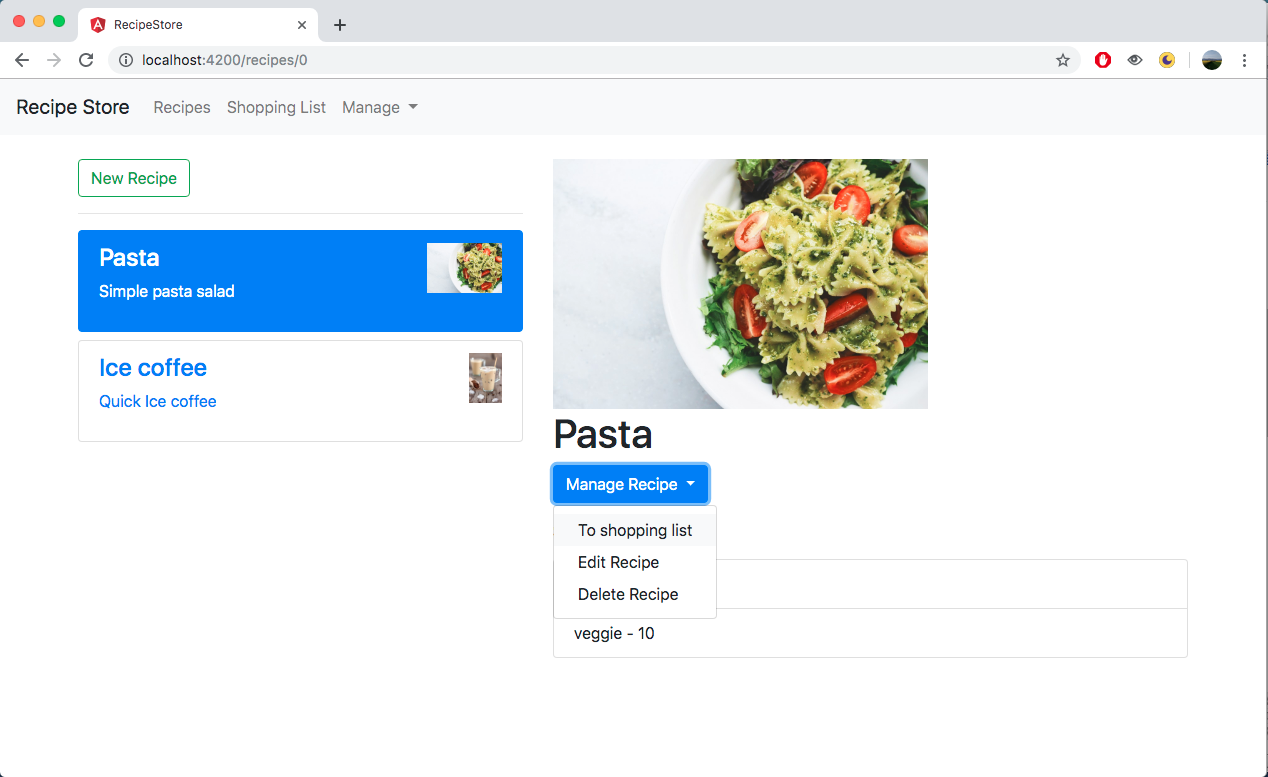 RecipeStore
localhost:4200/recipes/0
Recipe Store Recipes Shopping List Manage
New Recipe
Pasta
Simple pasta salad
Ice coffee
Quick Ice coffee
Pasta
Manage Recipe
To shopping list
Edit Recipe
Delete Recipe
veggie - 10